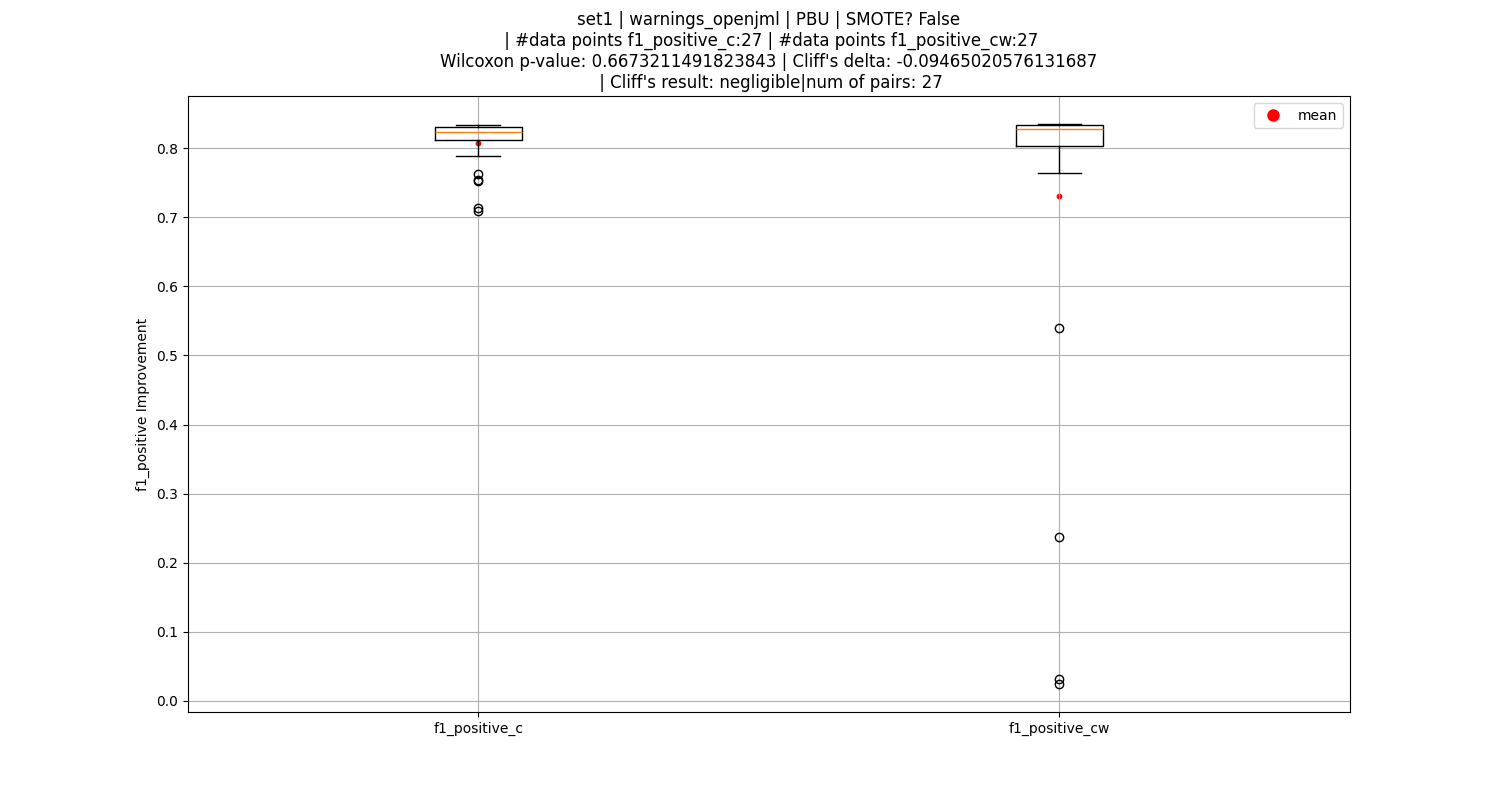 set1 | warnings_openjml | PBU | SMOTE? False
| #data points f1_positive_c:27 | #data points f1_positive_cw:27
Wilcoxon p-value: 0.6673211491823843 | Cliff's delta: -0.09465020576131687
| Cliff's result: negligible|num of pairs: 27
mean
f1_positive Improvement
0.8
0.7
0.6
0.5
0.4
0.3
0.2
0.1
0.0
f1_positive_c
f1_positive_cw